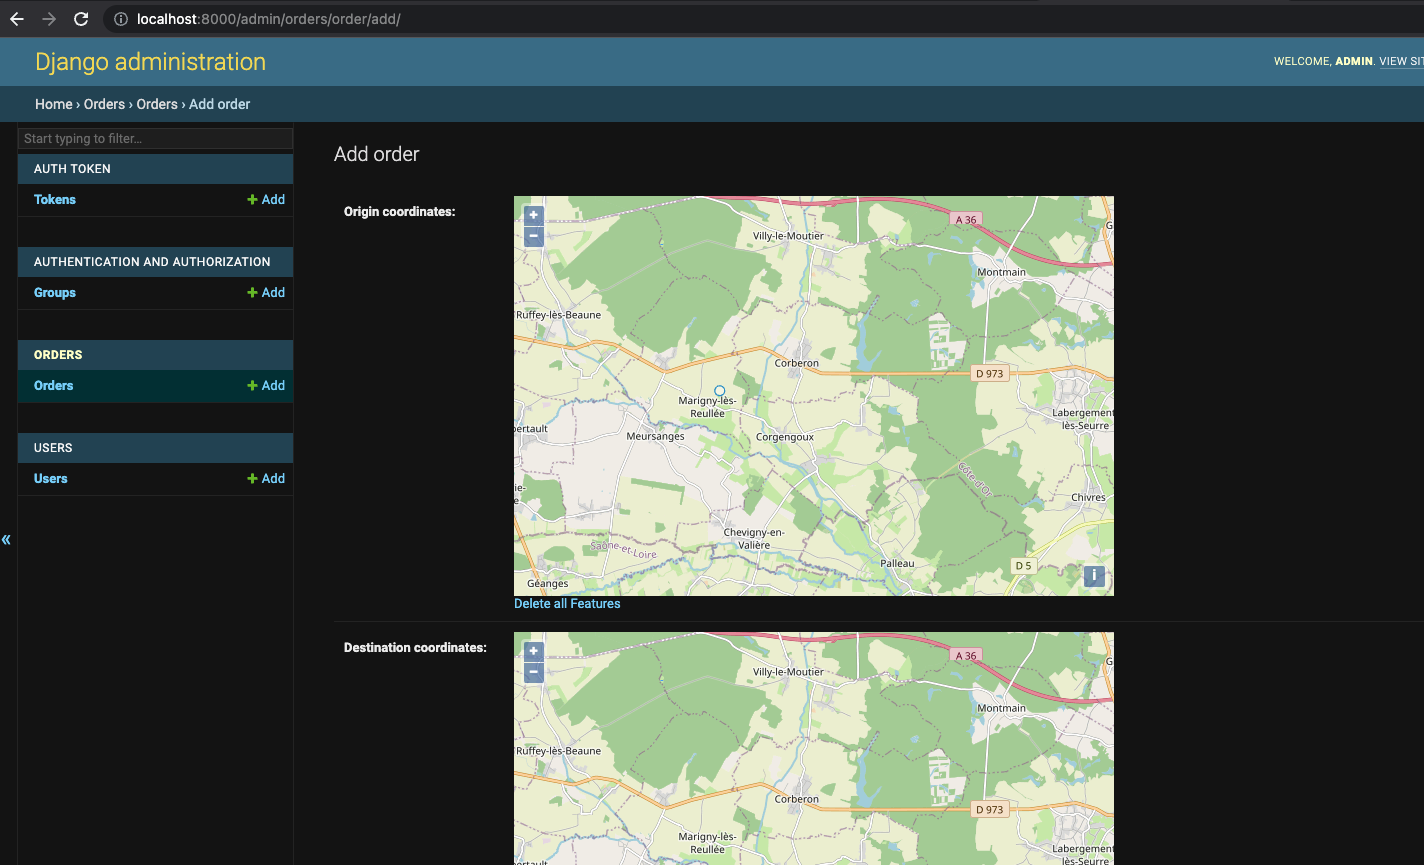 localhost:8000/admin/orders/order/add/
Django administration
WELCOME, ADMIN. VIEW SIT
Home › Orders › Orders › Add order
Start typing to filter...
AUTH TOKEN
Tokens
+ Add
AUTHENTICATION AND AUTHORIZATION
Groups
+ Add
ORDERS
Orders
+ Add
USERS
Users
+ Add
«
Add order
Origin coordinates:
+
−
A 36
G
Villy-le-Moutier
Montmain
Ruffey-lès-Beaune
Corberon
D 973
Marigny-lès-
Reullée
Labergement
lès-Seurre
pertault
Meursanges
Corgengoux
Côte-d'Or
ie-
e
Chivres
Chevigny-en-
Valière
Saône-et-Loire
Palleau
D 5
i
Géanges
Delete all Features
Destination coordinates:
+
−
A 36
G
Villy-le-Moutier
Montmain
Ruffey-lès-Beaune
Corberon
D 973
Marigny-lès-
Reullée
Labergement
lès-Seurre
pertault